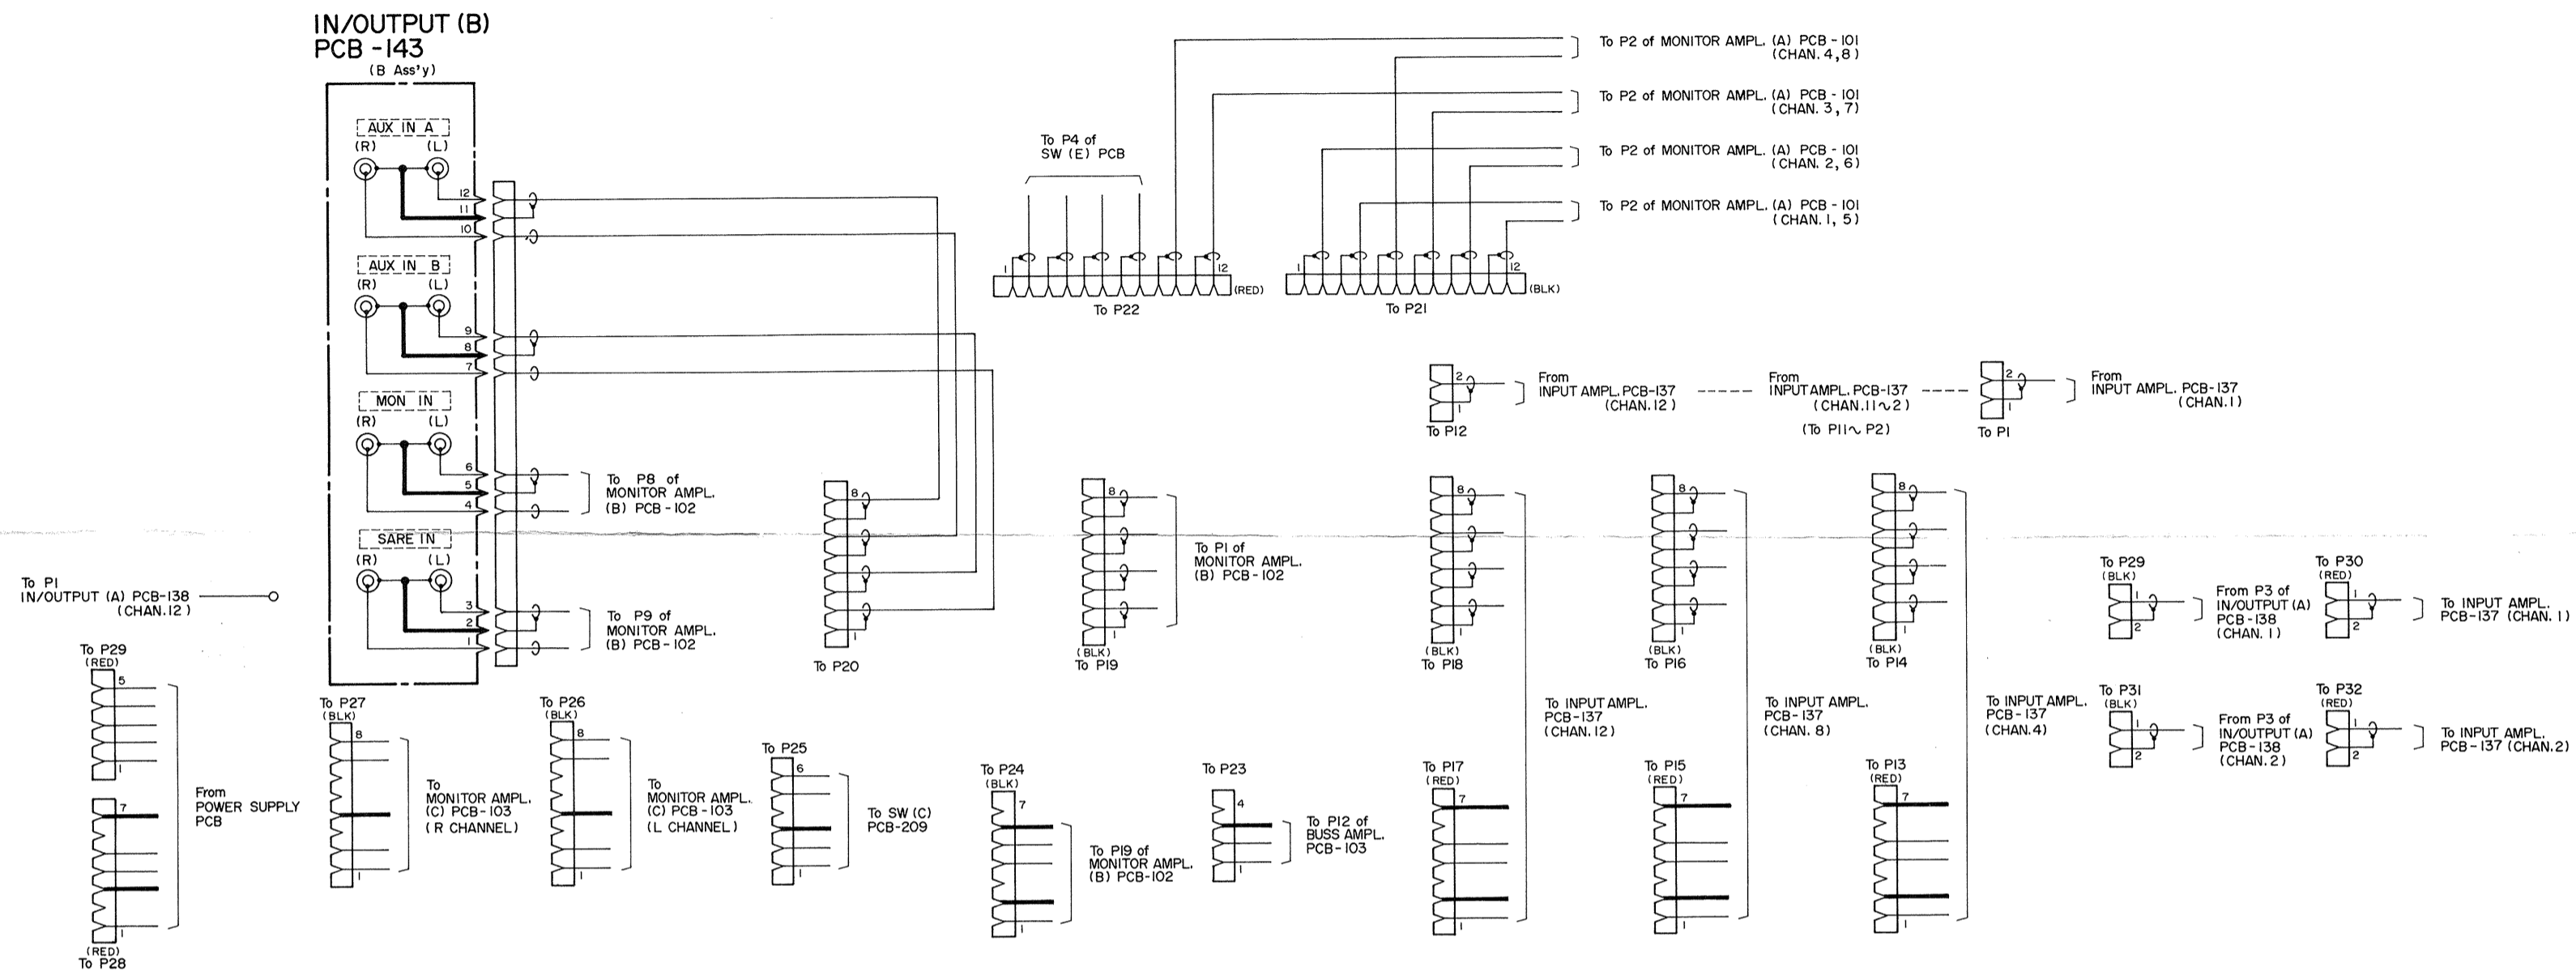 IN/OUTPUT (B)
PCB -143
(B Ass'y)
AUX IN A
(R) (L)
12
11
10
AUX IN B
(R) (L)
9
8
7
MON IN
(R) (L)
6
5
4
To P8 of
MONITOR AMPL.
(B) PCB-102
SARE IN
(R) (L)
3
2
1
To P9 of
MONITOR AMPL.
(B) PCB-102
To P1
IN/OUTPUT (A) PCB-138
(CHAN.12)
To P4 of
SW (E) PCB
1 12
(RED)
To P22
1 12
(BLK)
To P21
To P2 of MONITOR AMPL. (A) PCB - 101
(CHAN. 4,8)
To P2 of MONITOR AMPL. (A) PCB - 101
(CHAN. 3, 7)
To P2 of MONITOR AMPL. (A) PCB - 101
(CHAN. 2, 6)
To P2 of MONITOR AMPL. (A) PCB - 101
(CHAN. 1, 5)
2
1
To P12
From
INPUT AMPL. PCB-137
(CHAN.12)
From
INPUT AMPL. PCB-137
(CHAN.11~2)
(To P11~P2)
2
1
To P1
From
INPUT AMPL. PCB-137
(CHAN.1)
8
1
To P20
8
1
(BLK)
To P19
To P1 of
MONITOR AMPL.
(B) PCB-102
8
1
(BLK)
To P18
8
1
(BLK)
To P16
8
1
(BLK)
To P14
To P29
(BLK)
1
2
From P3 of
IN/OUTPUT (A)
PCB-138
(CHAN. 1)
To P30
(RED)
1
2
To INPUT AMPL.
PCB-137 (CHAN. 1)
To P31
(BLK)
1
2
From P3 of
IN/OUTPUT (A)
PCB-138
(CHAN.2)
To P32
(RED)
1
2
To INPUT AMPL.
PCB-137 (CHAN.2)
To P29
(RED)
5
1
7
1
(RED)
To P28
From
POWER SUPPLY
PCB
To P27
(BLK)
8
1
To
MONITOR AMPL.
(C) PCB-103
(R CHANNEL)
To P26
(BLK)
8
1
To
MONITOR AMPL.
(C) PCB-103
(L CHANNEL)
To P25
6
1
To SW (C)
PCB-209
To P24
(BLK)
7
1
To P19 of
MONITOR AMPL.
(B) PCB-102
To P23
4
1
To P12 of
BUSS AMPL.
PCB-103
To P17
(RED)
7
1
To INPUT AMPL.
PCB-137
(CHAN.12)
To P15
(RED)
7
1
To INPUT AMPL.
PCB-137
(CHAN. 8)
To P13
(RED)
7
1
To INPUT AMPL.
PCB-137
(CHAN.4)